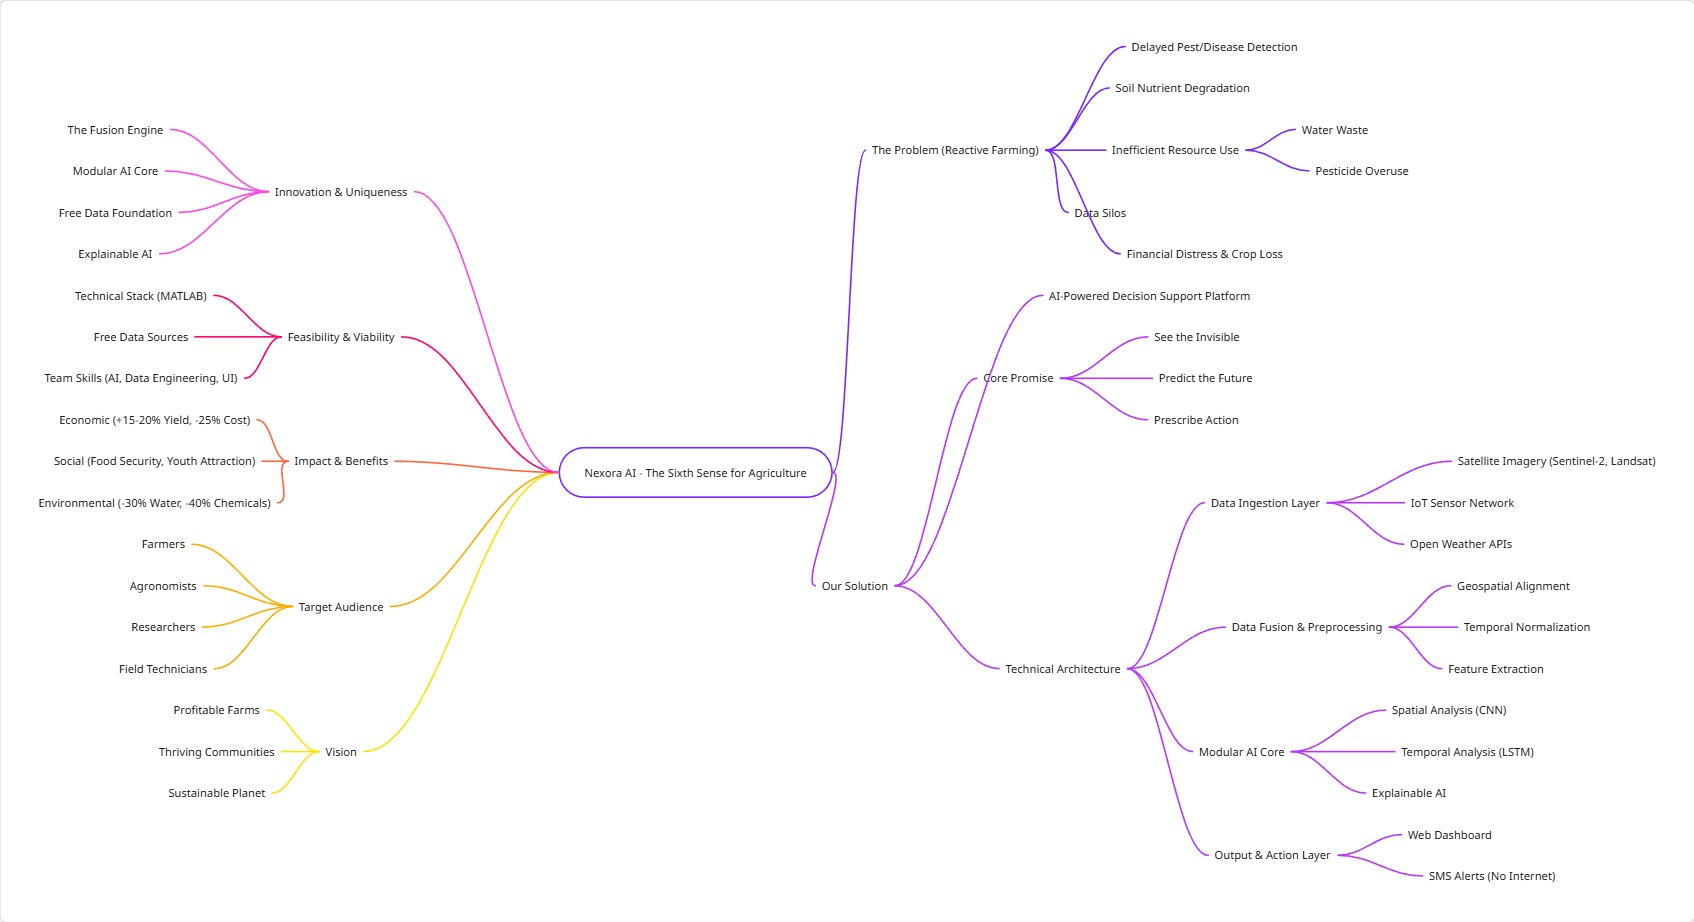 Nexora AI - The Sixth Sense for Agriculture
The Problem (Reactive Farming)
Delayed Pest/Disease Detection
Soil Nutrient Degradation
Inefficient Resource Use
Water Waste
Pesticide Overuse
Data Silos
Financial Distress & Crop Loss
Our Solution
AI-Powered Decision Support Platform
Core Promise
See the Invisible
Predict the Future
Prescribe Action
Technical Architecture
Data Ingestion Layer
Satellite Imagery (Sentinel-2, Landsat)
IoT Sensor Network
Open Weather APIs
Data Fusion & Preprocessing
Geospatial Alignment
Temporal Normalization
Feature Extraction
Modular AI Core
Spatial Analysis (CNN)
Temporal Analysis (LSTM)
Explainable AI
Output & Action Layer
Web Dashboard
SMS Alerts (No Internet)
Innovation & Uniqueness
The Fusion Engine
Modular AI Core
Free Data Foundation
Explainable AI
Feasibility & Viability
Technical Stack (MATLAB)
Free Data Sources
Team Skills (AI, Data Engineering, UI)
Impact & Benefits
Economic (+15-20% Yield, -25% Cost)
Social (Food Security, Youth Attraction)
Environmental (-30% Water, -40% Chemicals)
Target Audience
Farmers
Agronomists
Researchers
Field Technicians
Vision
Profitable Farms
Thriving Communities
Sustainable Planet